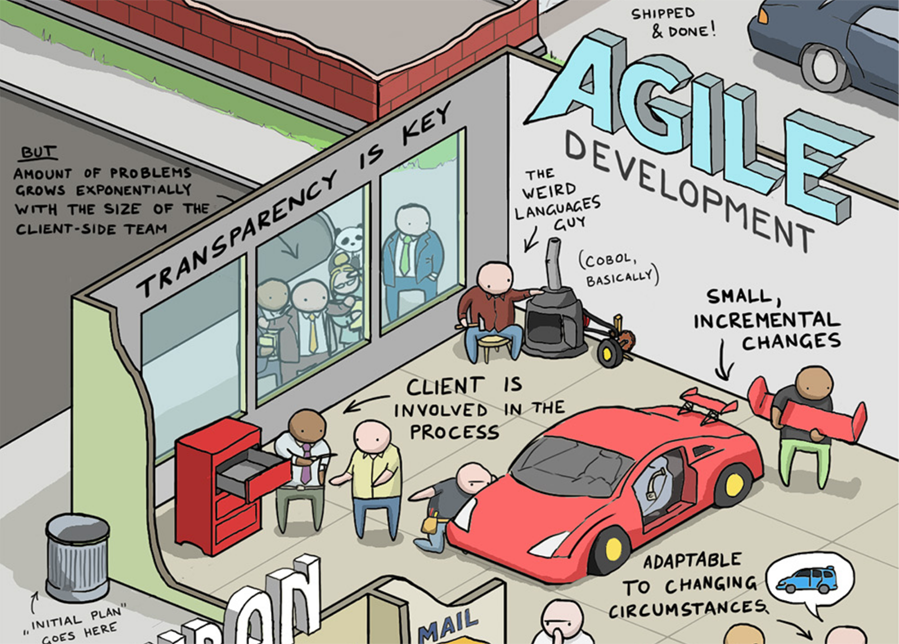 SHIPPED
& DONE!
AGILE
DEVELOPMENT
TRANSPARENCY IS KEY
BUT
AMOUNT OF PROBLEMS
GROWS EXPONENTIALLY
WITH THE SIZE OF THE
CLIENT-SIDE TEAM
THE
WEIRD
LANGUAGES
GUY
(COBOL,
BASICALLY)
SMALL,
INCREMENTAL
CHANGES
CLIENT IS
INVOLVED IN THE
PROCESS
ADAPTABLE
TO CHANGING
CIRCUMSTANCES
„INITIAL PLAN"
GOES HERE
MAIL